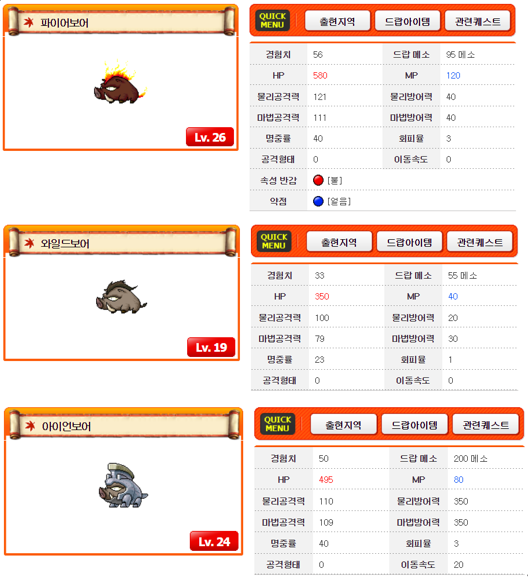 파이어보어
Lv. 26
QUICK MENU 출현지역 드랍아이템 관련퀘스트
경험치 56 드랍 메소 95 메소
HP 580 MP 120
물리공격력 121 물리방어력 40
마법공격력 111 마법방어력 40
명중률 40 회피율 3
공격형태 0 이동속도 0
속성 반감 [불]
약점 [얼음]
와일드보어
Lv. 19
QUICK MENU 출현지역 드랍아이템 관련퀘스트
경험치 33 드랍 메소 55 메소
HP 350 MP 40
물리공격력 100 물리방어력 20
마법공격력 79 마법방어력 30
명중률 23 회피율 1
공격형태 0 이동속도 0
아이언보어
Lv. 24
QUICK MENU 출현지역 드랍아이템 관련퀘스트
경험치 50 드랍 메소 200 메소
HP 495 MP 80
물리공격력 110 물리방어력 350
마법공격력 109 마법방어력 350
명중률 40 회피율 3
공격형태 0 이동속도 20